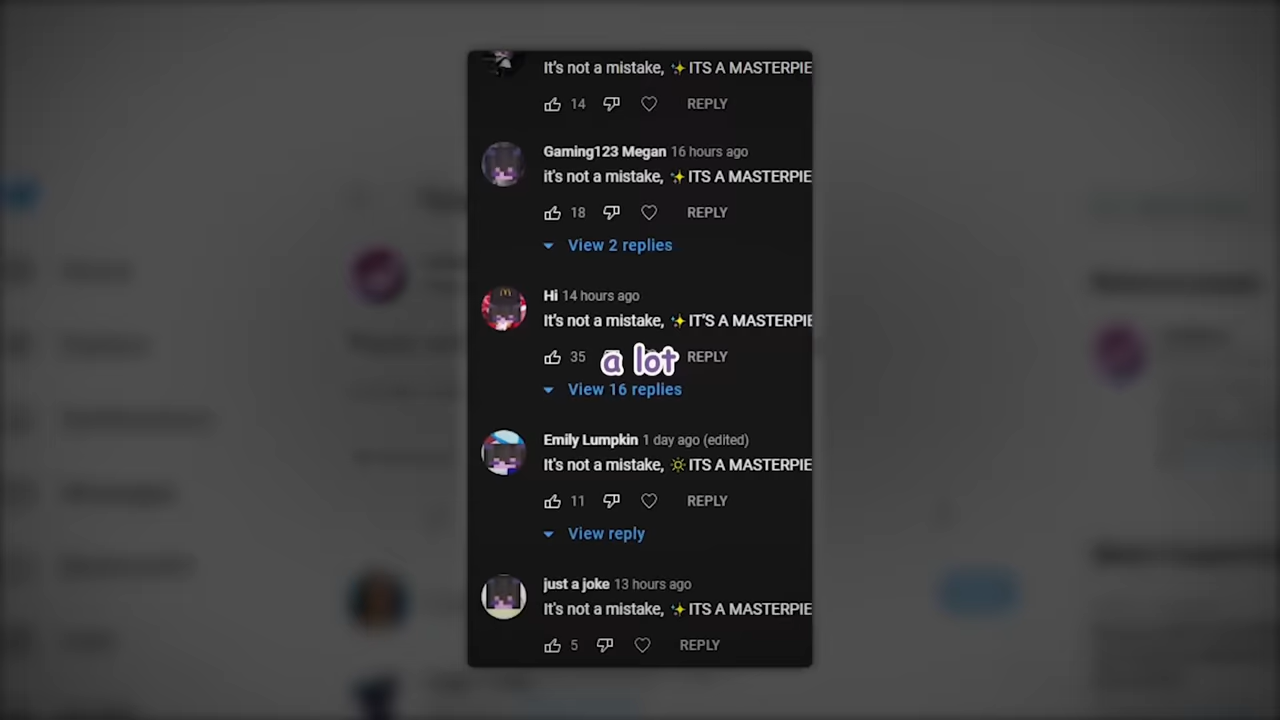 It's not a mistake, ✨ITS A MASTERPIE
14 REPLY
Gaming123 Megan 16 hours ago
it's not a mistake, ✨ITS A MASTERPIE
18 REPLY
View 2 replies
Hi 14 hours ago
It's not a mistake, ✨IT'S A MASTERPIE
35 REPLY
a lot
View 16 replies
Emily Lumpkin 1 day ago (edited)
It's not a mistake, 🔅ITS A MASTERPIE
11 REPLY
View reply
just a joke 13 hours ago
It's not a mistake, ✨ITS A MASTERPIE
5 REPLY